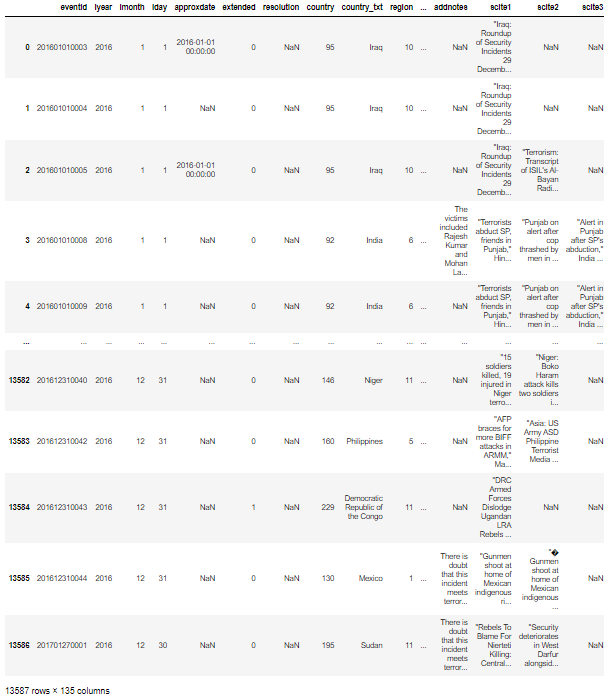 eventid iyear imonth iday approxdate extended resolution country country_txt region ... addnotes scite1 scite2 scite3
0 201601010003 2016 1 1 2016-01-01 00:00:00 0 NaN 95 Iraq 10 ... NaN "Iraq: Roundup of Security Incidents 29 Decemb... NaN NaN
1 201601010004 2016 1 1 NaN 0 NaN 95 Iraq 10 ... NaN "Iraq: Roundup of Security Incidents 29 Decemb... NaN NaN
2 201601010005 2016 1 1 2016-01-01 00:00:00 0 NaN 95 Iraq 10 ... NaN "Iraq: Roundup of Security Incidents 29 Decemb... "Terrorism: Transcript of ISIL's Al-Bayan Radi... NaN
3 201601010008 2016 1 1 NaN 0 NaN 92 India 6 ... The victims included Rajesh Kumar and Mohan La... "Terrorists abduct SP, friends in Punjab," Hin... "Punjab on alert after cop thrashed by men in ... "Alert in Punjab after SP's abduction," India ...
4 201601010009 2016 1 1 NaN 0 NaN 92 India 6 ... NaN "Terrorists abduct SP, friends in Punjab," Hin... "Punjab on alert after cop thrashed by men in ... "Alert in Punjab after SP's abduction," India ...
... ... ... ... ... ... ... ... ... ... ... ... ... ... ... ...
13582 201612310040 2016 12 31 NaN 0 NaN 146 Niger 11 ... NaN "15 soldiers killed, 19 injured in Niger terro... "Niger: Boko Haram attack kills two soldiers i... NaN
13583 201612310042 2016 12 31 NaN 0 NaN 160 Philippines 5 ... NaN "AFP braces for more BIFF attacks in ARMM," Ma... "Asia: US Army ASD Philippine Terrorist Media ... NaN
13584 201612310043 2016 12 31 NaN 1 NaN 229 Democratic Republic of the Congo 11 ... NaN "DRC Armed Forces Dislodge Ugandan LRA Rebels ... NaN NaN
13585 201612310044 2016 12 31 NaN 0 NaN 130 Mexico 1 ... There is doubt that this incident meets terror... "Gunmen shoot at home of Mexican indigenous ri... "� Gunmen shoot at home of Mexican indigenous ... NaN
13586 201701270001 2016 12 30 NaN 0 NaN 195 Sudan 11 ... There is doubt that this incident meets terror... "Rebels To Blame For Nierteti Killing: Central... "Security deteriorates in West Darfur alongsid... NaN
13587 rows × 135 columns